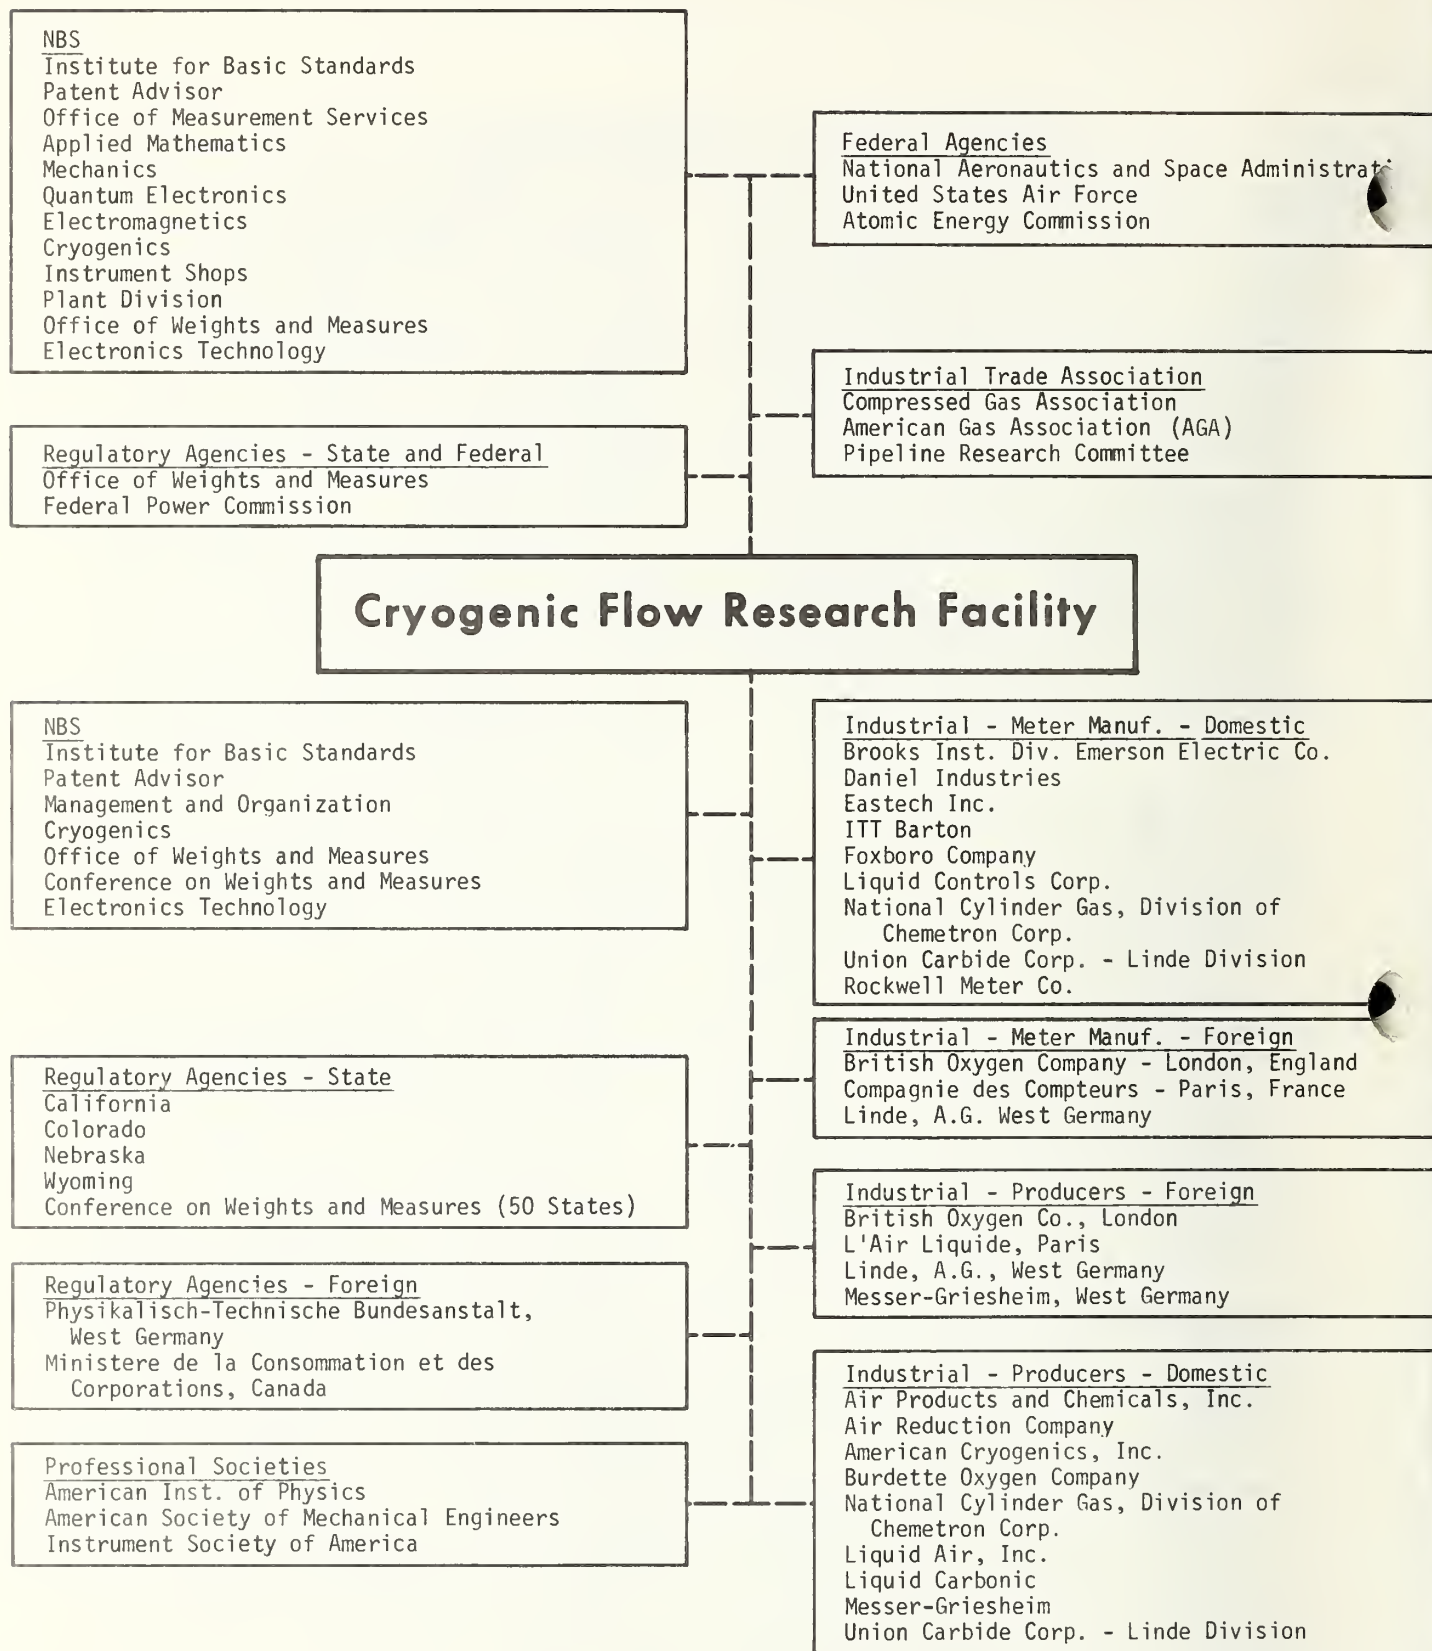 NBS
Institute for Basic Standards
Patent Advisor
Office of Measurement Services
Applied Mathematics
Mechanics
Quantum Electronics
Electromagnetics
Cryogenics
Instrument Shops
Plant Division
Office of Weights and Measures
Electronics Technology
Federal Agencies
National Aeronautics and Space Administrati
United States Air Force
Atomic Energy Commission
Industrial Trade Association
Compressed Gas Association
American Gas Association (AGA)
Pipeline Research Committee
Regulatory Agencies - State and Federal
Office of Weights and Measures
Federal Power Commission
Cryogenic Flow Research Facility
NBS
Institute for Basic Standards
Patent Advisor
Management and Organization
Cryogenics
Office of Weights and Measures
Conference on Weights and Measures
Electronics Technology
Industrial - Meter Manuf. - Domestic
Brooks Inst. Div. Emerson Electric Co.
Daniel Industries
Eastech Inc.
ITT Barton
Foxboro Company
Liquid Controls Corp.
National Cylinder Gas, Division of
Chemetron Corp.
Union Carbide Corp. - Linde Division
Rockwell Meter Co.
Industrial - Meter Manuf. - Foreign
British Oxygen Company - London, England
Compagnie des Compteurs - Paris, France
Linde, A.G. West Germany
Regulatory Agencies - State
California
Colorado
Nebraska
Wyoming
Conference on Weights and Measures (50 States)
Industrial - Producers - Foreign
British Oxygen Co., London
L'Air Liquide, Paris
Linde, A.G., West Germany
Messer-Griesheim, West Germany
Regulatory Agencies - Foreign
Physikalisch-Technische Bundesanstalt,
West Germany
Ministere de la Consommation et des
Corporations, Canada
Industrial - Producers - Domestic
Air Products and Chemicals, Inc.
Air Reduction Company
American Cryogenics, Inc.
Burdette Oxygen Company
National Cylinder Gas, Division of
Chemetron Corp.
Liquid Air, Inc.
Liquid Carbonic
Messer-Griesheim
Union Carbide Corp. - Linde Division
Professional Societies
American Inst. of Physics
American Society of Mechanical Engineers
Instrument Society of America